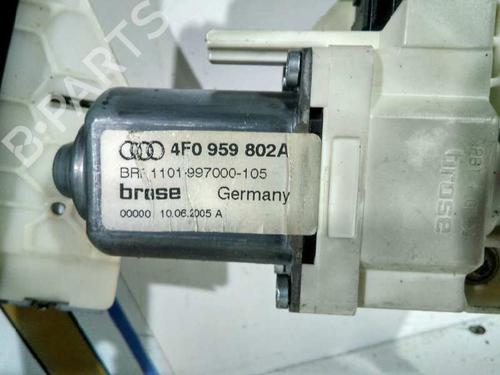 B-PARTS
4F0 959 802A
BR. 1101-997000-105
brose Germany
00000 10.06.2005 A
brose